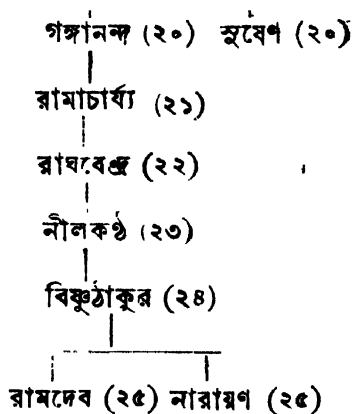 গঙ্গানন্দ (২০) সুষেণ (২০)
রামাচার্য্য (২১)
রাঘবেন্দ্র (২২)
নীলকণ্ঠ (২৩)
বিষ্ণুঠাকুর (২৪)
রামদেব (২৫) নারায়ণ (২৫)